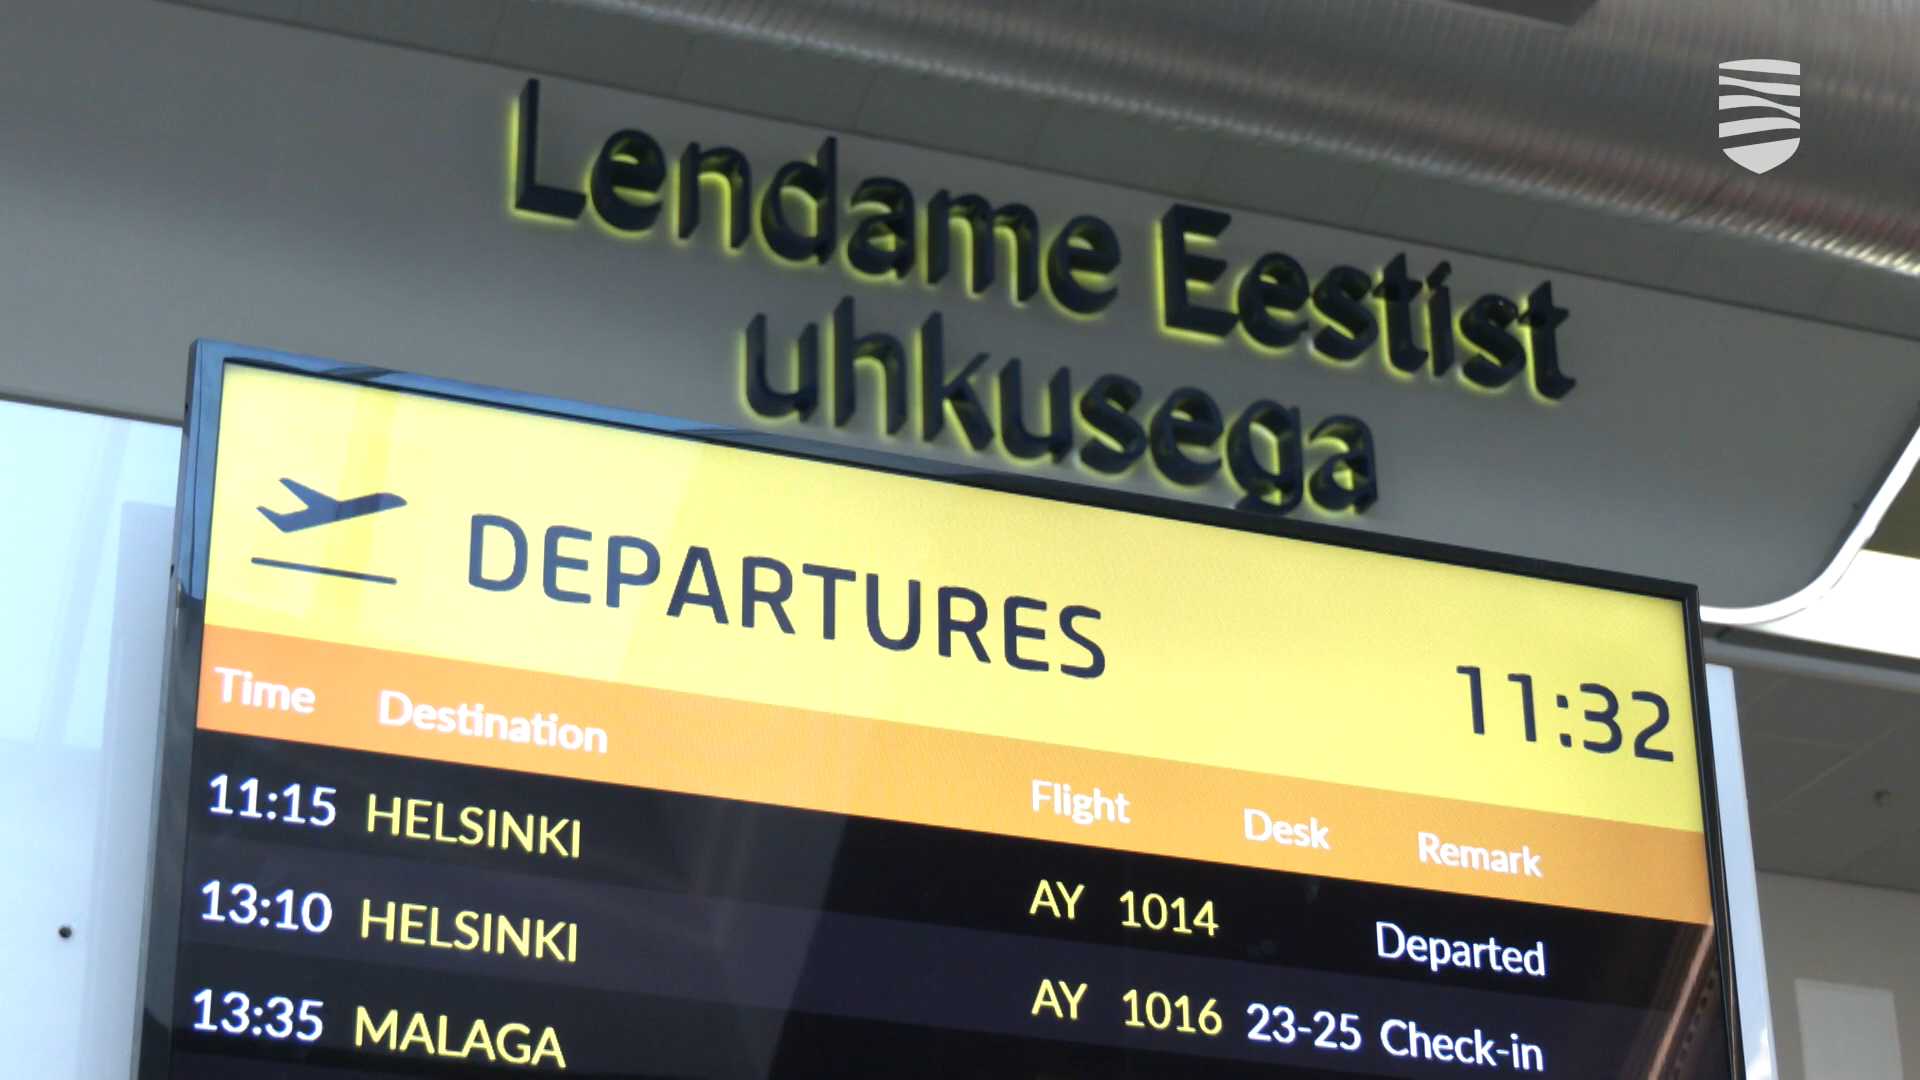 Lendame Eestist
uhkusega
DEPARTURES 11:32
Time Destination Flight Desk Remark
11:15 HELSINKI AY 1014 Departed
13:10 HELSINKI AY 1016 23-25 Check-in
13:35 MALAGA